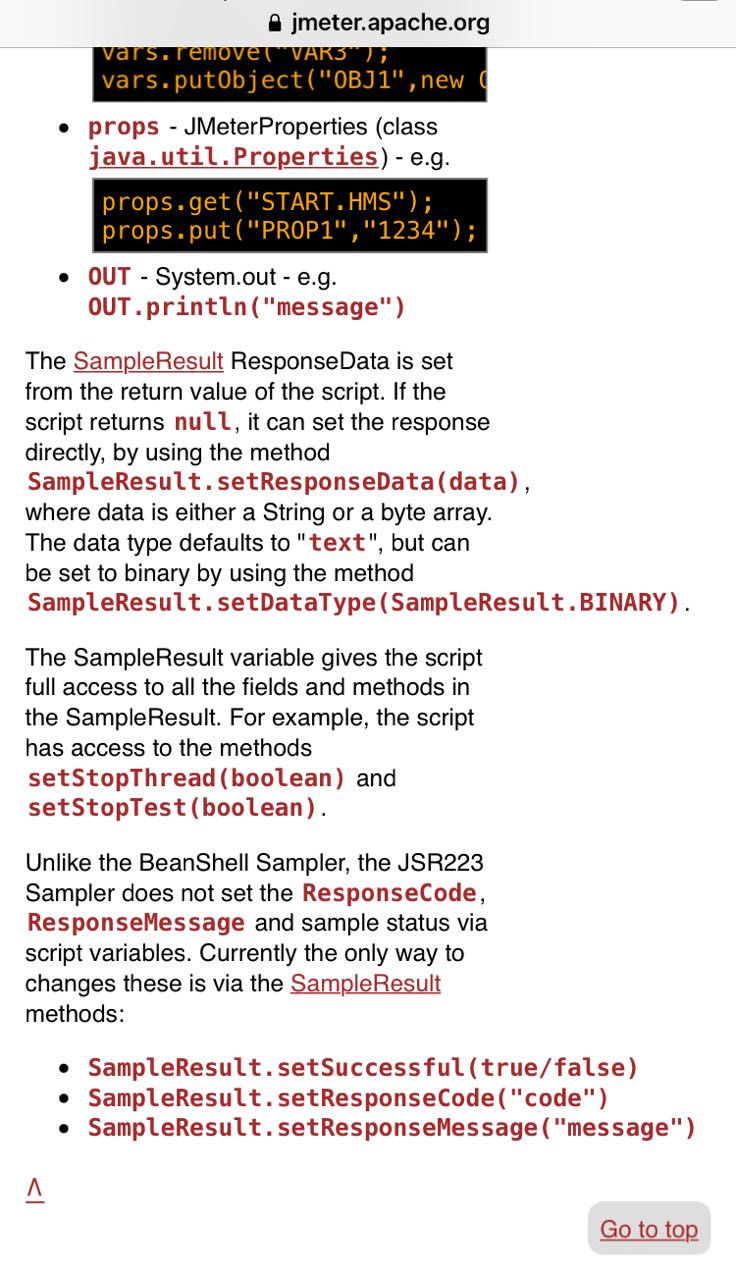 jmeter.apache.org
vars.remove("VAR3");
vars.putObject("OBJ1",new
• props - JMeterProperties (class
java.util.Properties) - e.g.
props.get("START.HMS");
props.put("PROP1","1234");
• OUT - System.out - e.g.
OUT.println("message")
The SampleResult ResponseData is set
from the return value of the script. If the
script returns null, it can set the response
directly, by using the method
SampleResult.setResponseData(data),
where data is either a String or a byte array.
The data type defaults to "text", but can
be set to binary by using the method
SampleResult.setDataType(SampleResult.BINARY).
The SampleResult variable gives the script
full access to all the fields and methods in
the SampleResult. For example, the script
has access to the methods
setStopThread(boolean) and
setStopTest(boolean).
Unlike the BeanShell Sampler, the JSR223
Sampler does not set the ResponseCode,
ResponseMessage and sample status via
script variables. Currently the only way to
changes these is via the SampleResult
methods:
• SampleResult.setSuccessful(true/false)
• SampleResult.setResponseCode("code")
• SampleResult.setResponseMessage("message")
^
Go to top